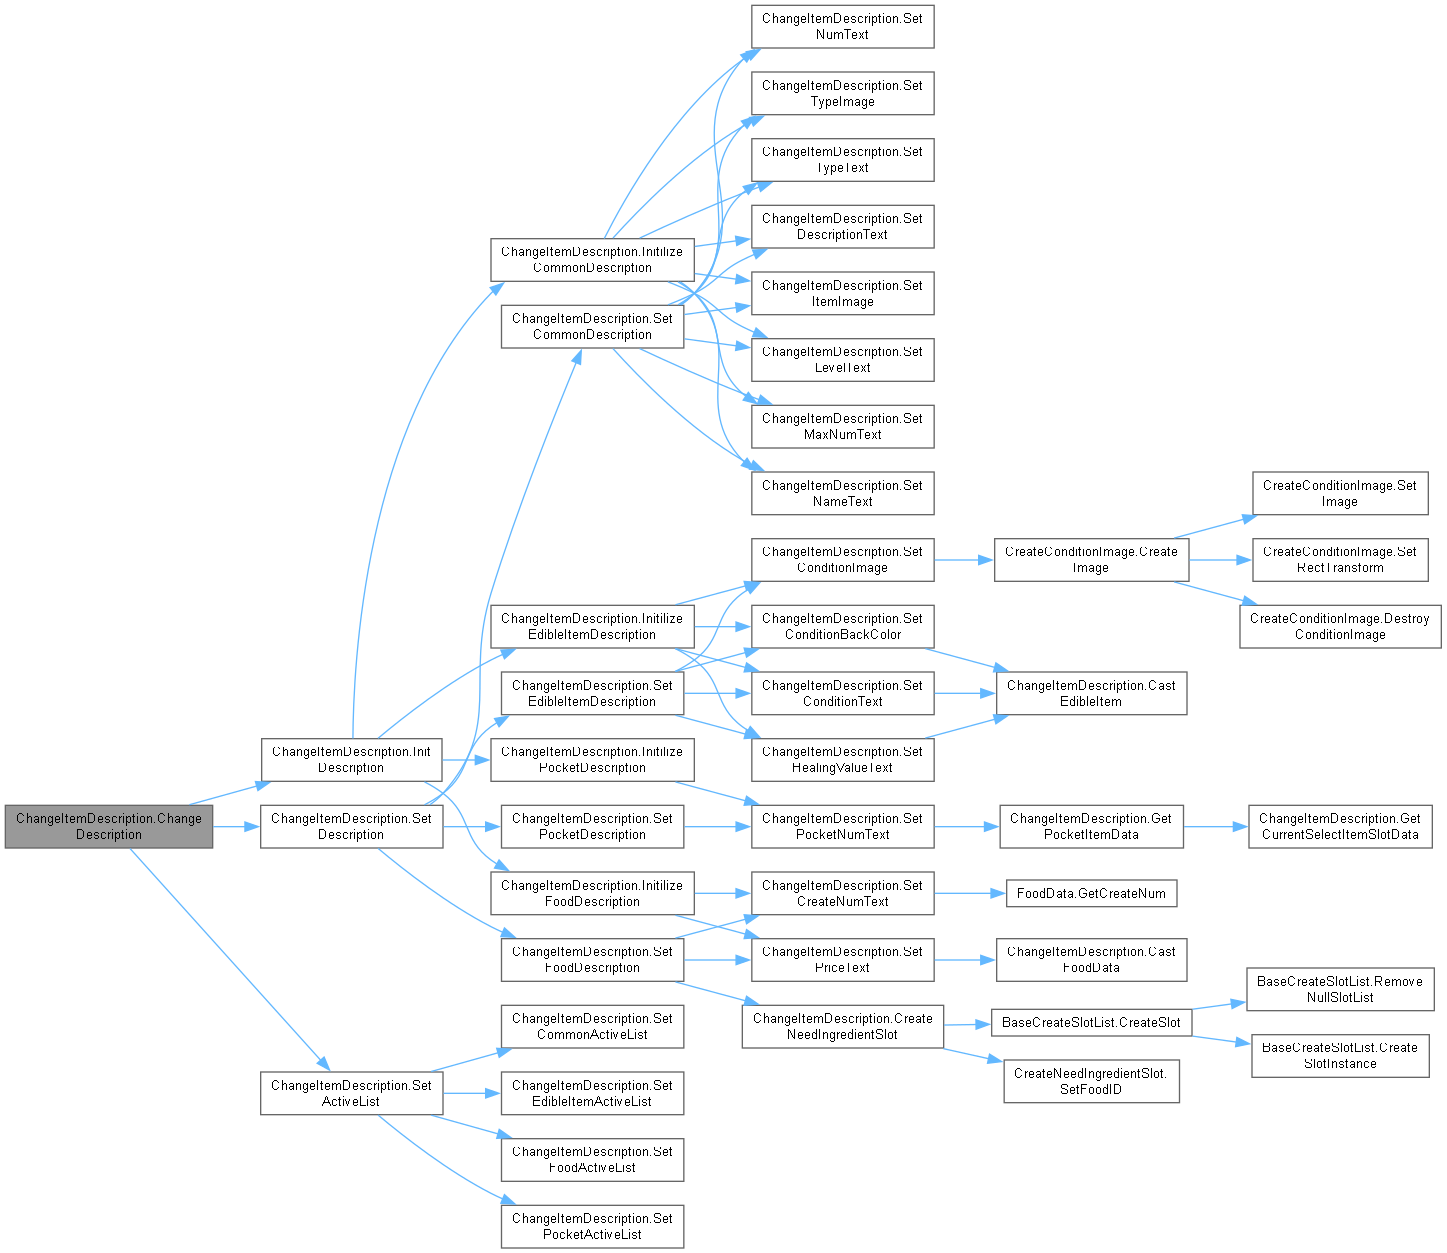 ChangeItemDescription.Set
NumText
ChangeItemDescription.Set
TypeImage
ChangeItemDescription.Set
TypeText
ChangeItemDescription.Set
DescriptionText
ChangeItemDescription.Initilize
CommonDescription
ChangeItemDescription.Set
ItemImage
ChangeItemDescription.Set
CommonDescription
ChangeItemDescription.Set
LevelText
ChangeItemDescription.Set
MaxNumText
ChangeItemDescription.Set
NameText
CreateConditionImage.Set
Image
ChangeItemDescription.Set
ConditionImage
CreateConditionImage.Create
Image
CreateConditionImage.Set
RectTransform
ChangeItemDescription.Initilize
EdibleItemDescription
ChangeItemDescription.Set
ConditionBackColor
CreateConditionImage.Destroy
ConditionImage
ChangeItemDescription.Set
EdibleItemDescription
ChangeItemDescription.Set
ConditionText
ChangeItemDescription.Cast
EdibleItem
ChangeItemDescription.Init
Description
ChangeItemDescription.Initilize
PocketDescription
ChangeItemDescription.Set
HealingValueText
ChangeItemDescription.Change
Description
ChangeItemDescription.Set
Description
ChangeItemDescription.Set
PocketDescription
ChangeItemDescription.Set
PocketNumText
ChangeItemDescription.Get
PocketItemData
ChangeItemDescription.Get
CurrentSelectItemSlotData
ChangeItemDescription.Initilize
FoodDescription
ChangeItemDescription.Set
CreateNumText
FoodData.GetCreateNum
ChangeItemDescription.Set
FoodDescription
ChangeItemDescription.Set
PriceText
ChangeItemDescription.Cast
FoodData
BaseCreateSlotList.Remove
NullSlotList
ChangeItemDescription.Set
CommonActiveList
ChangeItemDescription.Create
NeedIngredientSlot
BaseCreateSlotList.CreateSlot
BaseCreateSlotList.Create
SlotInstance
CreateNeedIngredientSlot.
SetFoodID
ChangeItemDescription.Set
ActiveList
ChangeItemDescription.Set
EdibleItemActiveList
ChangeItemDescription.Set
FoodActiveList
ChangeItemDescription.Set
PocketActiveList